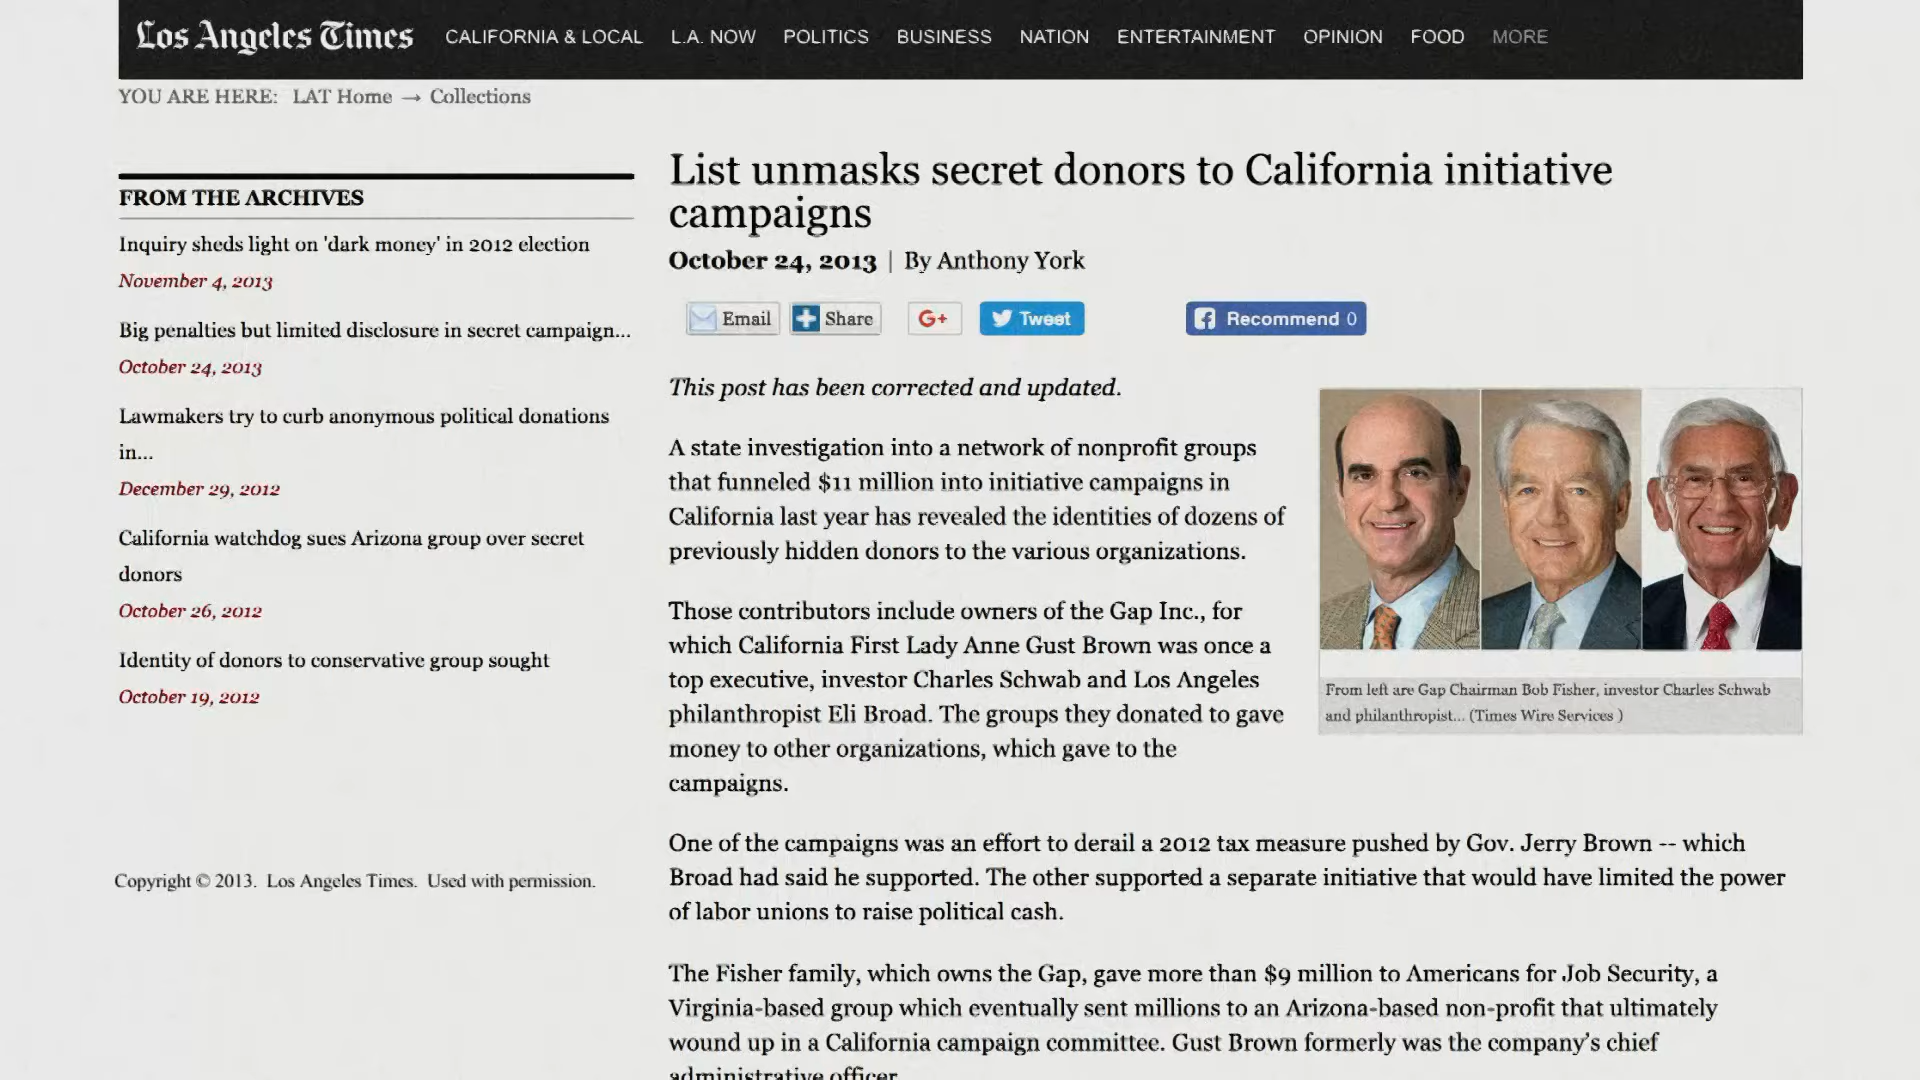 Los Angeles Times CALIFORNIA & LOCAL L.A. NOW POLITICS BUSINESS NATION ENTERTAINMENT OPINION FOOD MORE
YOU ARE HERE: LAT Home → Collections
FROM THE ARCHIVES
Inquiry sheds light on 'dark money' in 2012 election
November 4, 2013
Big penalties but limited disclosure in secret campaign...
October 24, 2013
Lawmakers try to curb anonymous political donations
in...
December 29, 2012
California watchdog sues Arizona group over secret
donors
October 26, 2012
Identity of donors to conservative group sought
October 19, 2012
Copyright © 2013. Los Angeles Times. Used with permission.
List unmasks secret donors to California initiative
campaigns
October 24, 2013 | By Anthony York
Email Share G+ Tweet Recommend 0
This post has been corrected and updated.
A state investigation into a network of nonprofit groups
that funneled $11 million into initiative campaigns in
California last year has revealed the identities of dozens of
previously hidden donors to the various organizations.
Those contributors include owners of the Gap Inc., for
which California First Lady Anne Gust Brown was once a
top executive, investor Charles Schwab and Los Angeles
philanthropist Eli Broad. The groups they donated to gave
money to other organizations, which gave to the
campaigns.
From left are Gap Chairman Bob Fisher, investor Charles Schwab
and philanthropist... (Times Wire Services )
One of the campaigns was an effort to derail a 2012 tax measure pushed by Gov. Jerry Brown -- which
Broad had said he supported. The other supported a separate initiative that would have limited the power
of labor unions to raise political cash.
The Fisher family, which owns the Gap, gave more than $9 million to Americans for Job Security, a
Virginia-based group which eventually sent millions to an Arizona-based non-profit that ultimately
wound up in a California campaign committee. Gust Brown formerly was the company's chief
administrative officer.